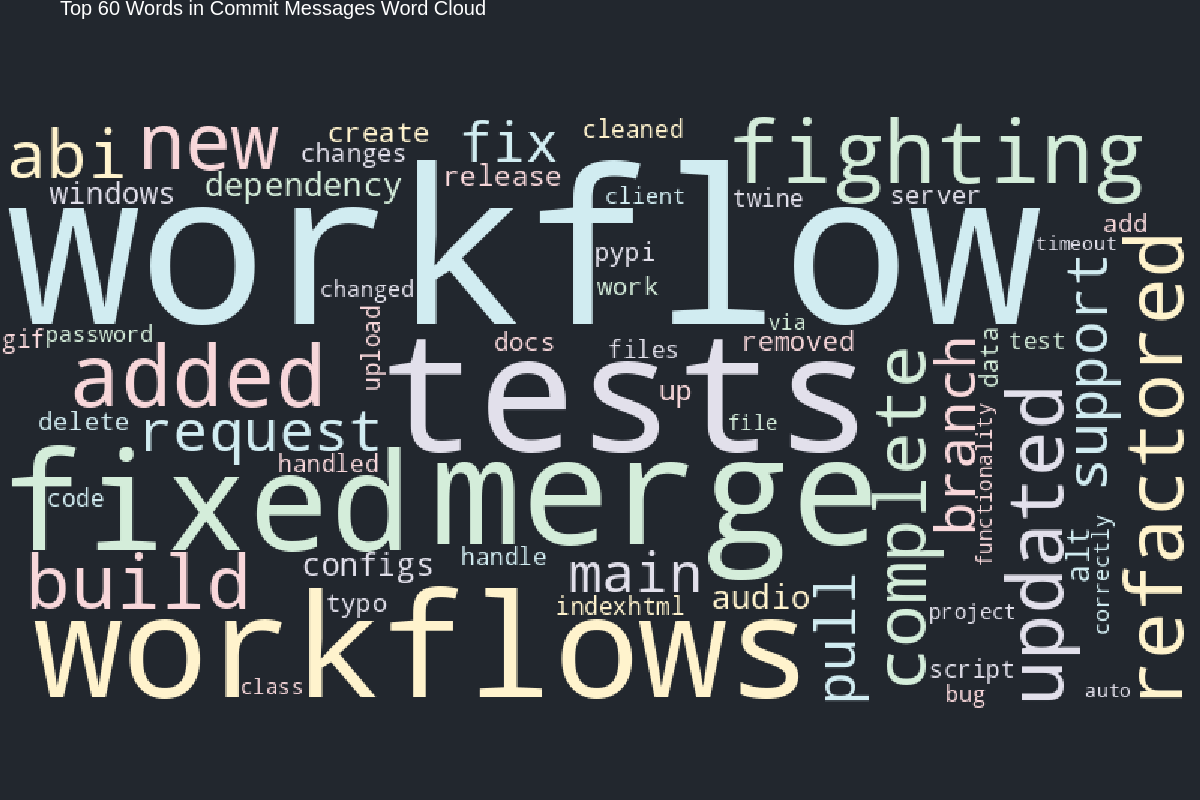 Top 60 Words in Commit Messages Word Cloud
abi
new
create
changes
fix
cleaned
fighting
windows
dependency
release
client
twine
server
workflow
add
timeout
pypi
changed
work
refactored
support
gif
password
upload
via
docs
files
removed
data
test
added
tests
up
complete
branch
delete
request
file
updated
handled
fixed
merge
code
functionality
alt
correctly
build
configs
handle
main
typo
indexhtml
audio
pull
project
workflows
class
script
bug
auto